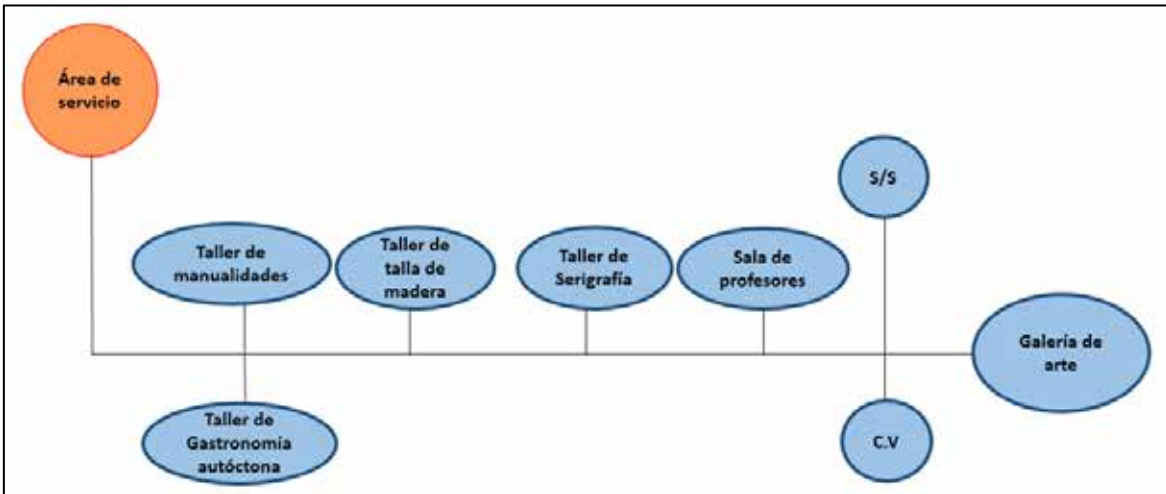 Área de
servicio
S/S
Taller de
manualidades
Taller de
talla de
madera
Taller de
Serigrafía
Sala de
profesores
Galería de
arte
Taller de
Gastronomía
autóctona
C.V